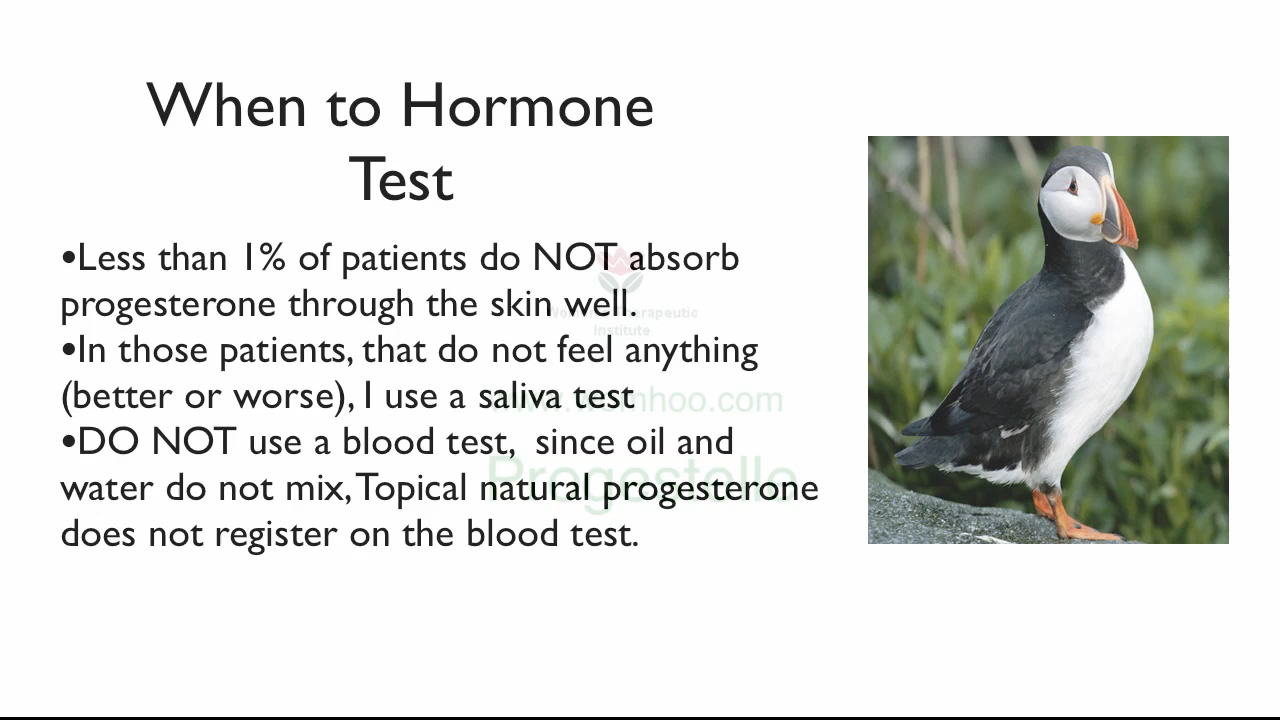 When to Hormone
Test
•Less than 1% of patients do NOT absorb
progesterone through the skin well.
•In those patients, that do not feel anything
(better or worse), I use a saliva test
•DO NOT use a blood test,  since oil and
water do not mix, Topical natural progesterone
does not register on the blood test.
Institute